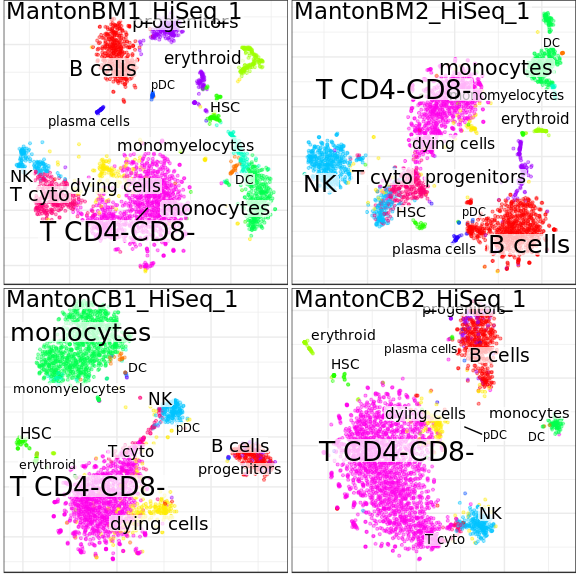 MantonBM1_HiSeq_1
progenitors
erythroid
B cells
pDC
HSC
plasma cells
monomyelocytes
NK
dying cells
DC
T cyto
monocytes
T CD4-CD8-
MantonBM2_HiSeq_1
DC
monocytes
T CD4-CD8-
monomyelocytes
erythroid
dying cells
T cyto
progenitors
NK
HSC
pDC
plasma cells
B cells
MantonCB1_HiSeq_1
monocytes
DC
monomyelocytes
NK
pDC
HSC
T cyto
B cells
erythroid
progenitors
T CD4-CD8-
dying cells
MantonCB2_HiSeq_1
progenitors
erythroid
plasma cells
B cells
HSC
dying cells
monocytes
pDC
DC
T CD4-CD8-
NK
T cyto